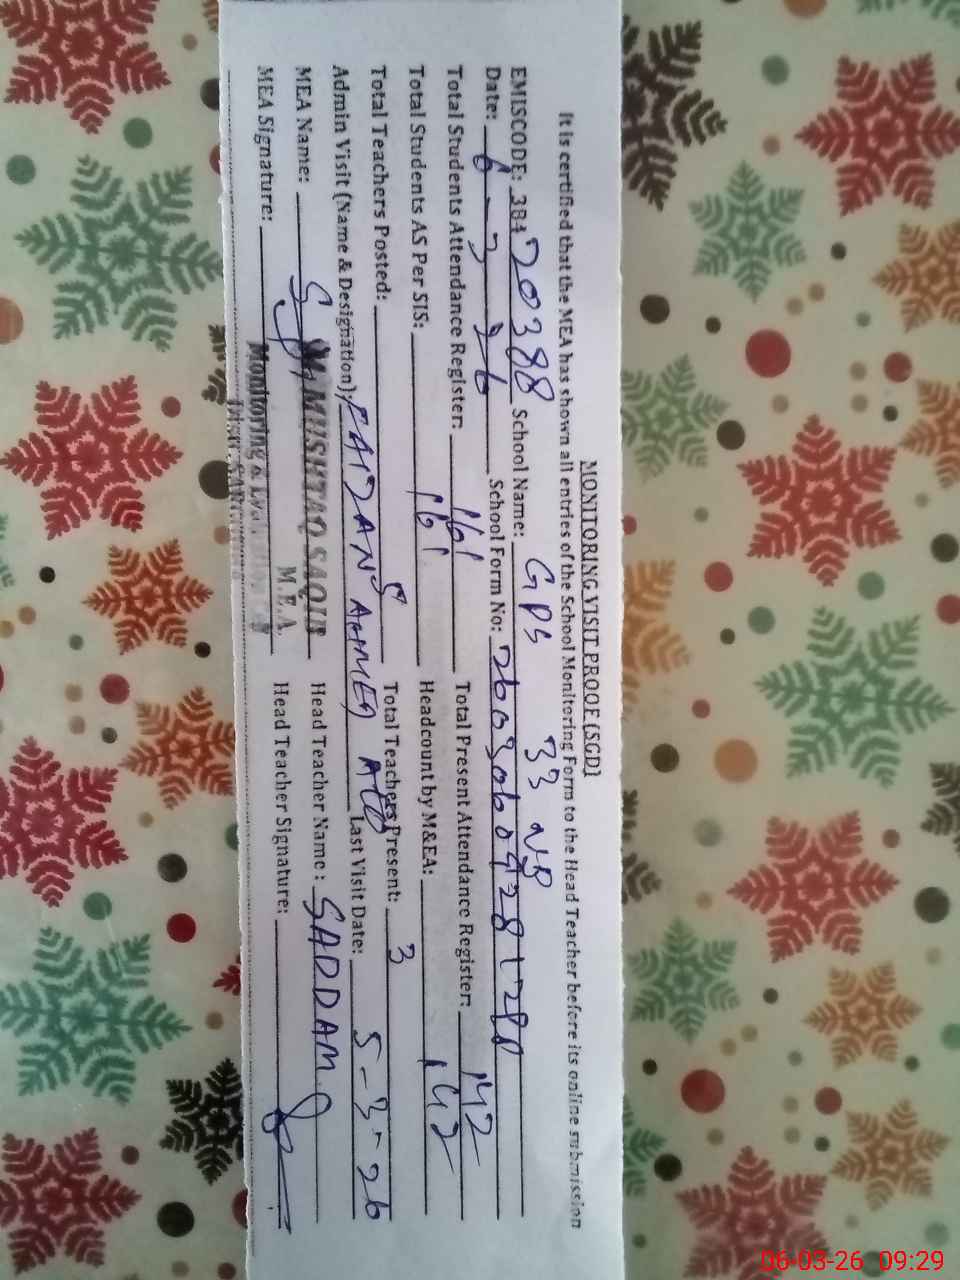 MONITORING VISIT PROOF (SGD)
It is certified that the MEA has shown all entries of the School Monitoring Form to the Head Teacher before its online submission
EMISCODE: 384 20388 School Name: GPS 33 NB
Date: 6-3-26 School Form No:
Total Students Attendance Register: 161 Total Present Attendance Register: 142
Total Students AS Per SIS: 161 Headcount by M&EA: 142
Total Teachers Posted: 5 Total Teachers Present: 3
Admin Visit (Name & Designation): FAIDAN AHMED Last Visit Date: 5-3-26
MEA Name: MUSHTAQ SAQIB Head Teacher Name: SADDAM
M.E.A.
MEA Signature: Monitoring & Head Teacher Signature:
06-03-26 09:29